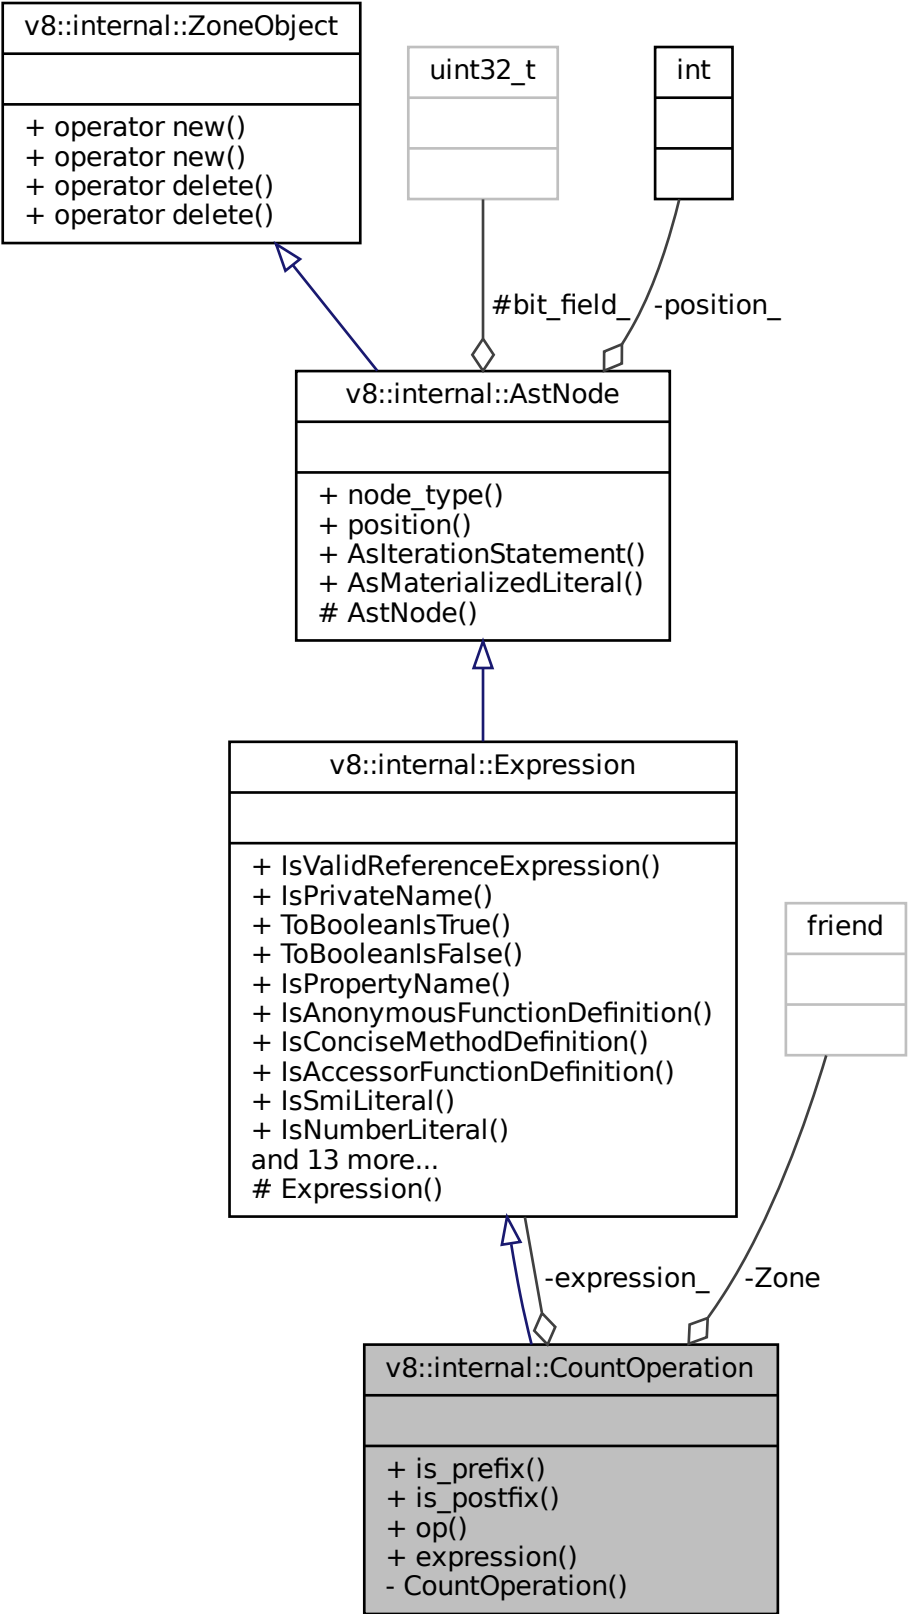 v8::internal::ZoneObject
+ operator new()
+ operator new()
+ operator delete()
+ operator delete()
uint32_t
int
#bit_field_
-position_
v8::internal::AstNode
+ node_type()
+ position()
+ AsIterationStatement()
+ AsMaterializedLiteral()
# AstNode()
v8::internal::Expression
+ IsValidReferenceExpression()
+ IsPrivateName()
+ ToBooleanIsTrue()
+ ToBooleanIsFalse()
+ IsPropertyName()
+ IsAnonymousFunctionDefinition()
+ IsConciseMethodDefinition()
+ IsAccessorFunctionDefinition()
+ IsSmiLiteral()
+ IsNumberLiteral()
and 13 more...
# Expression()
friend
-expression_
-Zone
v8::internal::CountOperation
+ is_prefix()
+ is_postfix()
+ op()
+ expression()
- CountOperation()